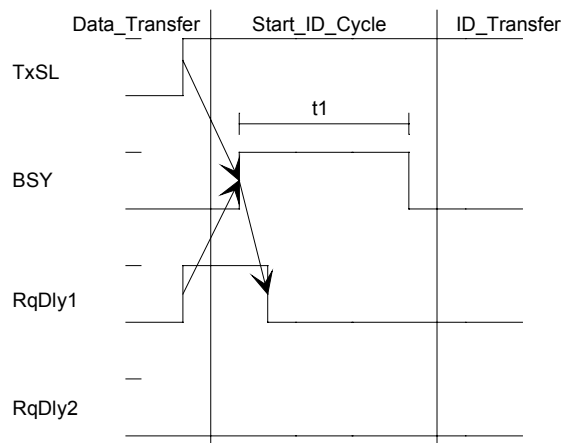 Data_Transfer Start_ID_Cycle ID_Transfer
TxSL
t1
BSY
RqDly1
RqDly2